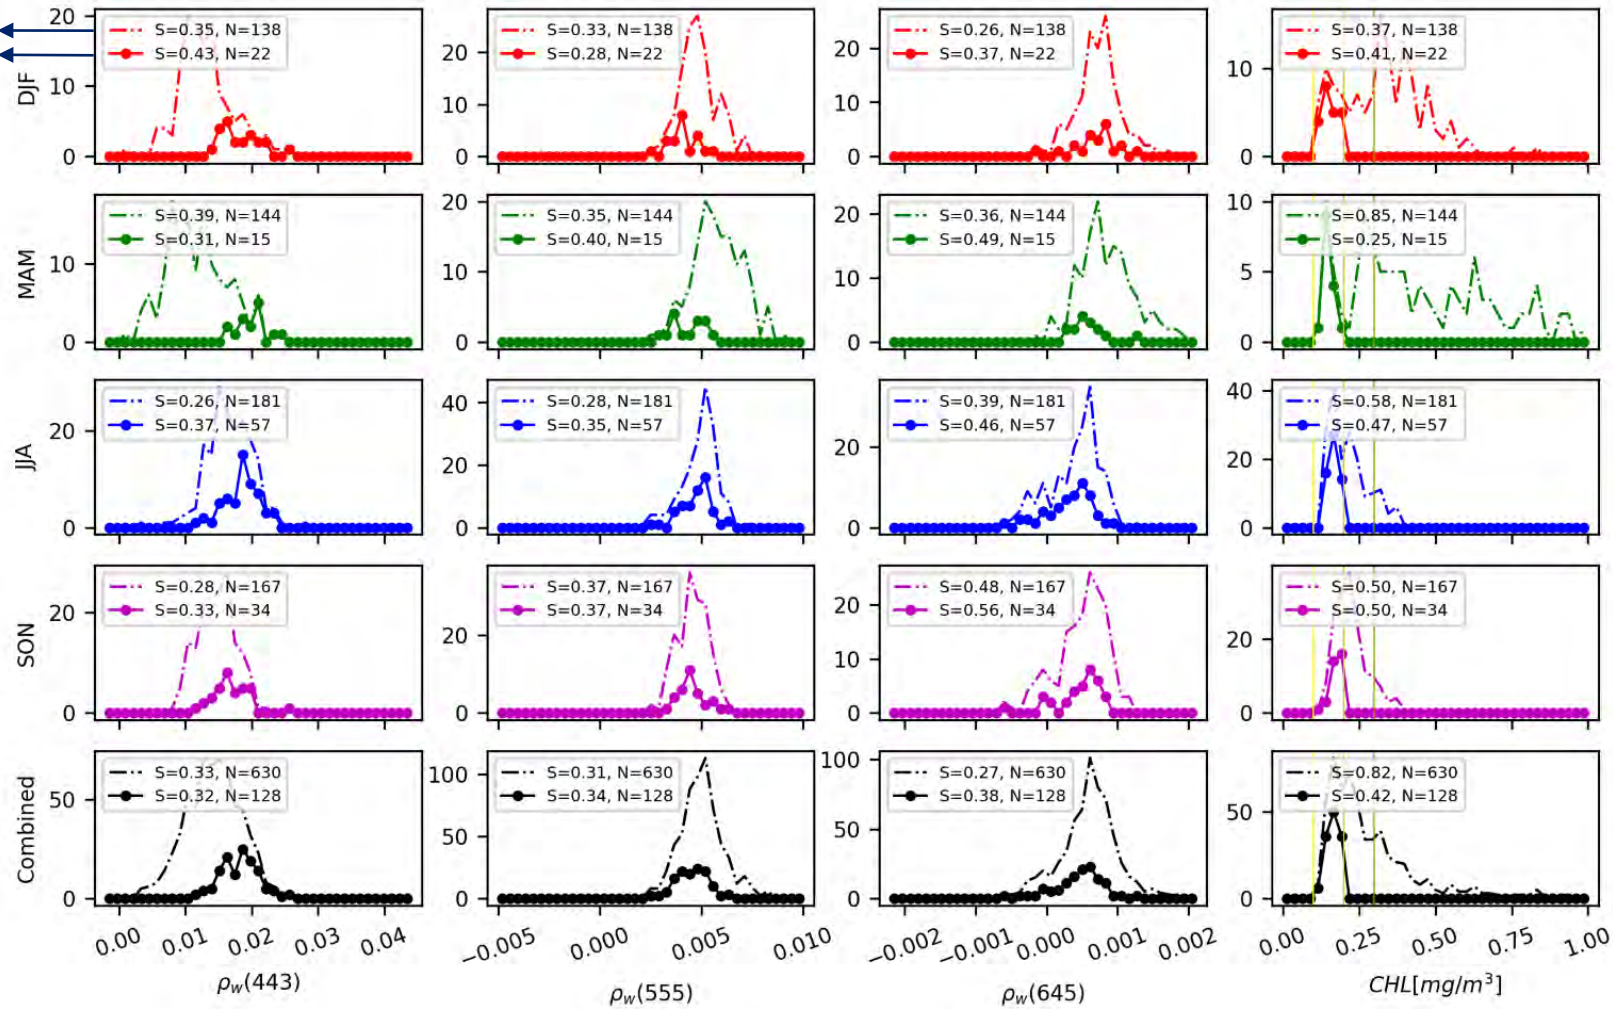 S=0.35, N=138
S=0.43, N=22
S=0.33, N=138
S=0.28, N=22
S=0.26, N=138
S=0.37, N=22
S=0.37, N=138
S=0.41, N=22
DJF
20
10
0
20
10
0
20
10
0
10
0
S=0.39, N=144
S=0.31, N=15
S=0.35, N=144
S=0.40, N=15
S=0.36, N=144
S=0.49, N=15
S=0.85, N=144
S=0.25, N=15
MAM
10
0
20
10
0
20
10
0
10
5
0
S=0.26, N=181
S=0.37, N=57
S=0.28, N=181
S=0.35, N=57
S=0.39, N=181
S=0.46, N=57
S=0.58, N=181
S=0.47, N=57
JJA
20
0
40
20
0
20
0
40
20
0
S=0.28, N=167
S=0.33, N=34
S=0.37, N=167
S=0.37, N=34
S=0.48, N=167
S=0.56, N=34
S=0.50, N=167
S=0.50, N=34
SON
20
0
20
0
20
10
0
20
0
S=0.33, N=630
S=0.32, N=128
S=0.31, N=630
S=0.34, N=128
S=0.27, N=630
S=0.38, N=128
S=0.82, N=630
S=0.42, N=128
Combined
50
0
100
50
0
100
50
0
50
0
0.00 0.01 0.02 0.03 0.04
−0.005 0.000 0.005 0.010
−0.002 −0.001 0.000 0.001 0.002
0.00 0.25 0.50 0.75 1.00
ρw(443)
ρw(555)
ρw(645)
CHL[mg/m³]